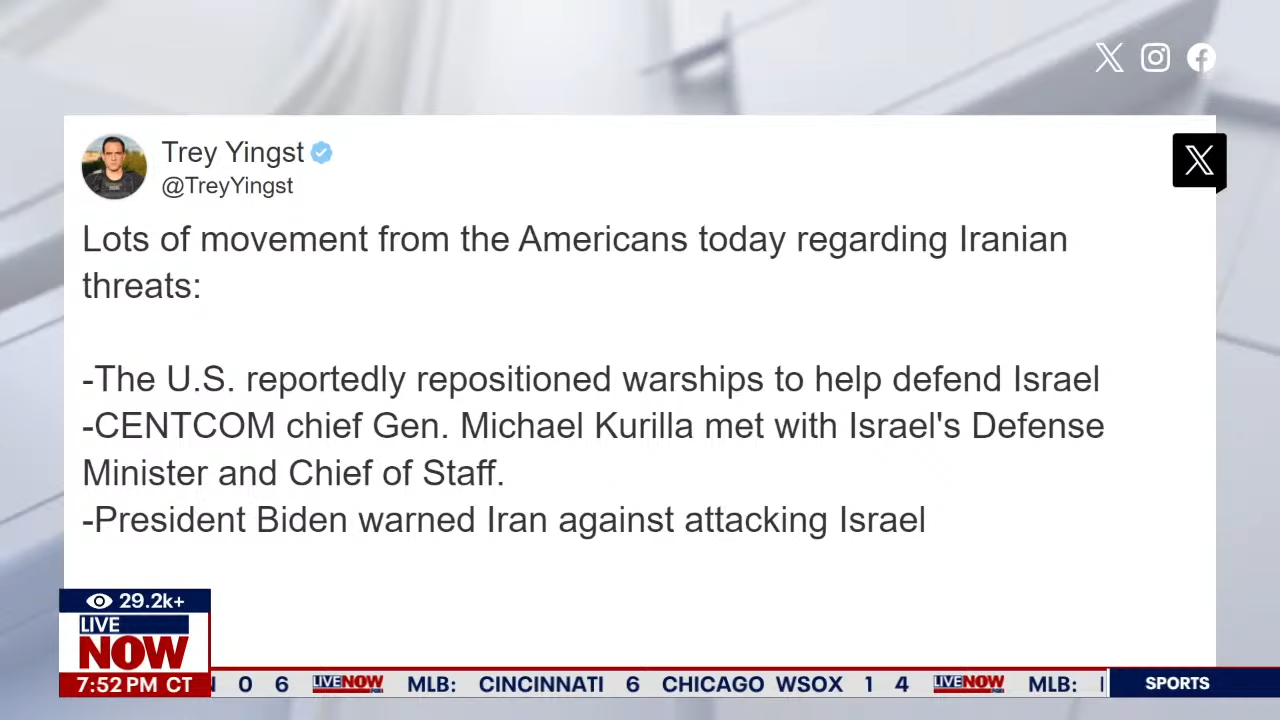 Trey Yingst
@TreyYingst
Lots of movement from the Americans today regarding Iranian
threats:
-The U.S. reportedly repositioned warships to help defend Israel
-CENTCOM chief Gen. Michael Kurilla met with Israel's Defense
Minister and Chief of Staff.
-President Biden warned Iran against attacking Israel
29.2k+
LIVE
NOW
7:52 PM CT
0 6 LIVENOW MLB: CINCINNATI 6 CHICAGO WSOX 1 4 LIVENOW MLB: SPORTS